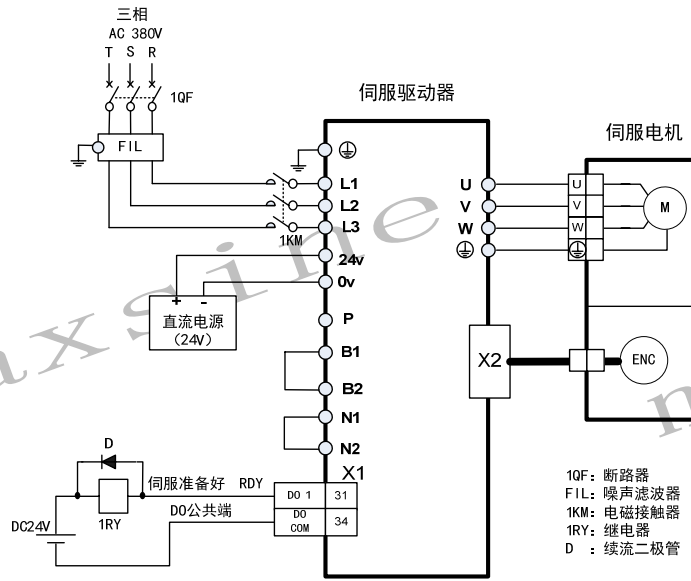 三相
AC 380V
T S R
1QF
FIL
伺服驱动器
伺服电机
L1
L2
L3
1KM
24v
0v
直流电源
（24V）
P
B1
B2
N1
N2
U
V
W
U
V
W
M
X2
ENC
X1
D
伺服准备好 RDY
DO 1
31
DO公共端
DO
COM
34
1RY
DC24V
1QF：断路器
FIL：噪声滤波器
1KM：电磁接触器
1RY：继电器
D ：续流二极管
axsine